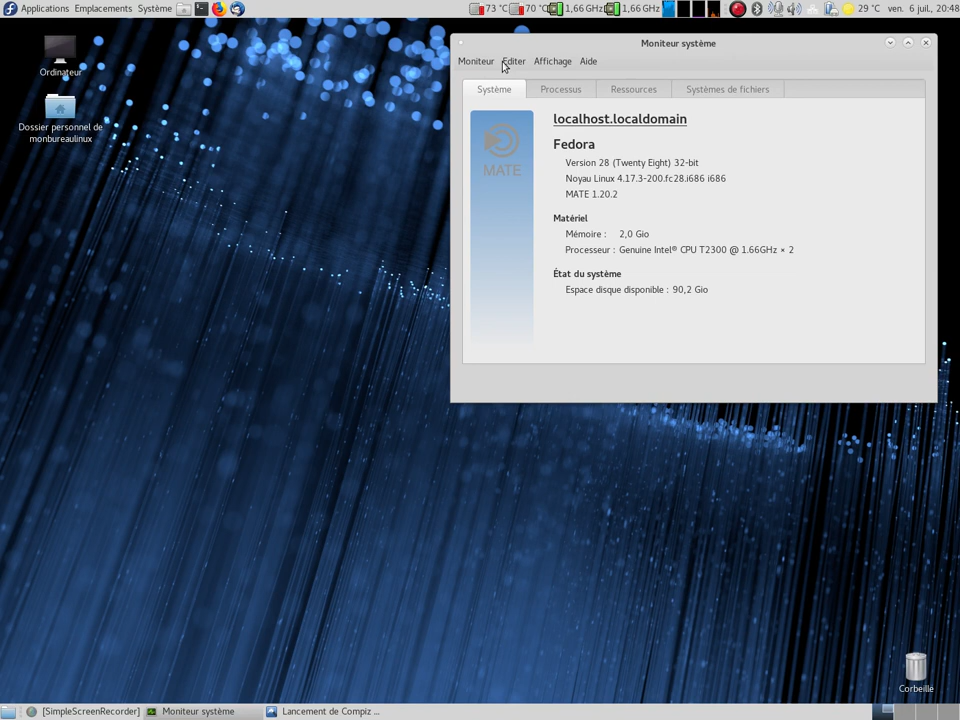 Applications Emplacements Système 73 °C 70 °C 1,66 GHz 1,66 GHz 29 °C ven. 6 juil., 20:48
Ordinateur
Dossier personnel de
monbureaulinux
Moniteur système
Moniteur Éditer Affichage Aide
Système Processus Ressources Systèmes de fichiers
MATE
localhost.localdomain
Fedora
Version 28 (Twenty Eight) 32-bit
Noyau Linux 4.17.3-200.fc28.i686 i686
MATE 1.20.2
Matériel
Mémoire : 2,0 Gio
Processeur : Genuine Intel® CPU T2300 @ 1.66GHz × 2
État du système
Espace disque disponible : 90,2 Gio
Corbeille
[SimpleScreenRecorder] Moniteur système Lancement de Compiz ...